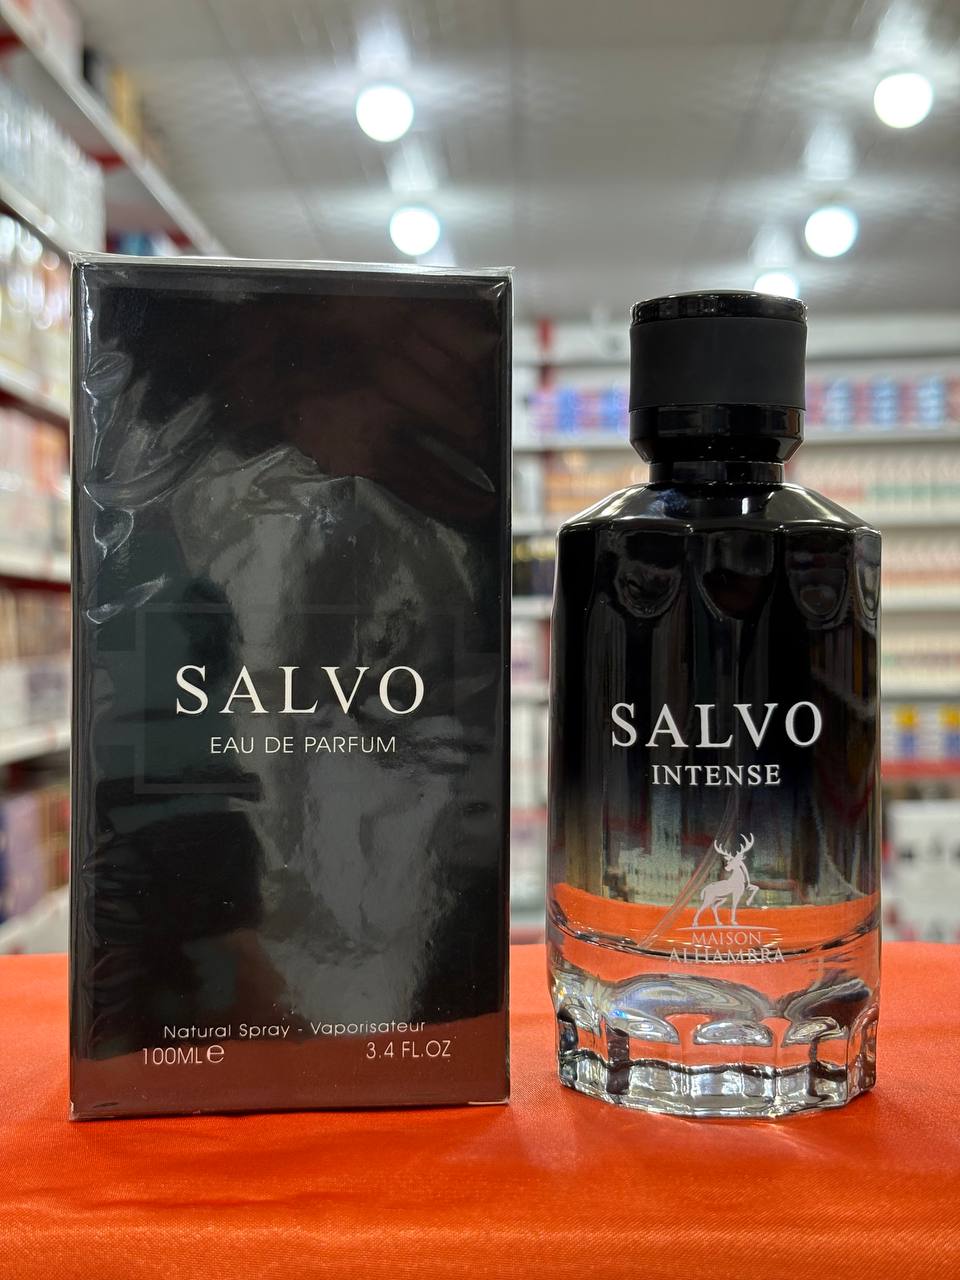 SALVO
EAU DE PARFUM
Natural Spray - Vaporisateur
100ML e
3.4 FL.OZ
SALVO
INTENSE
MAISON
ALHAMBRA